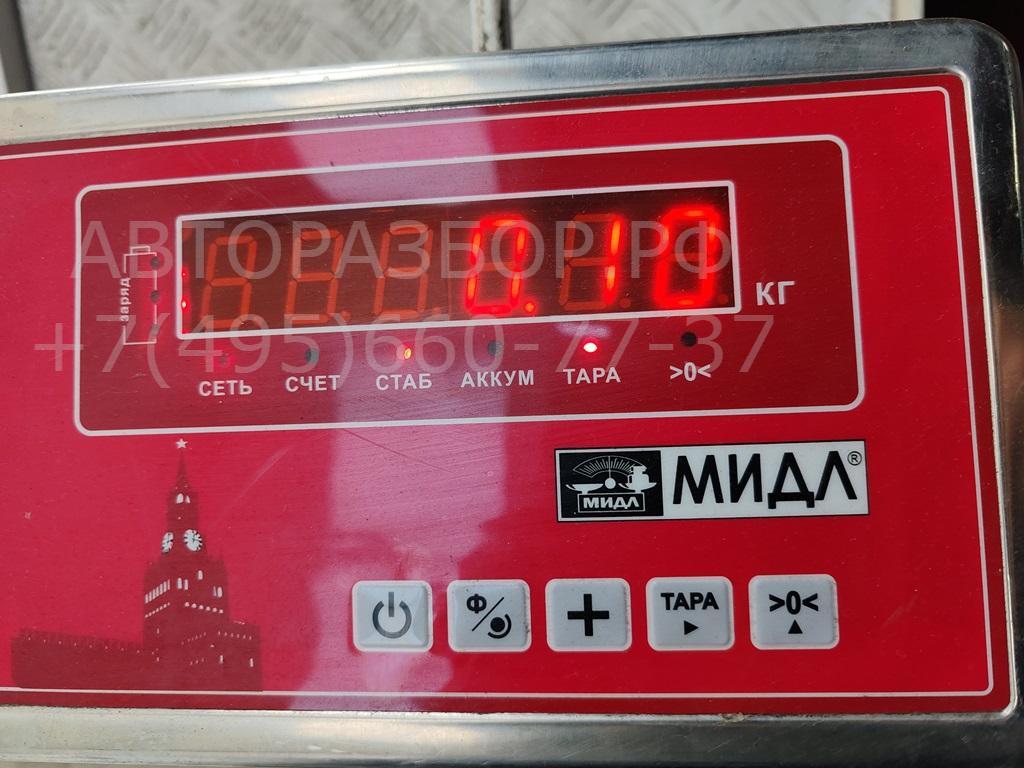 АВТОРАЗБОР.РФ
0.10
КГ
заряд
+7(495)660-77-37
СЕТЬ СЧЕТ СТАБ АККУМ ТАРА >0<
МИДЛ МИДЛ®
Ф/ + ТАРА >0<